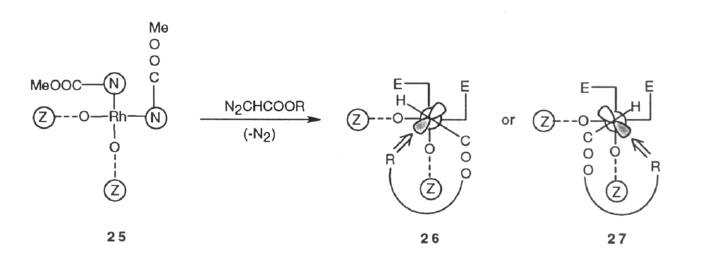 Me
O
O
C
MeOOC N
Z O Rh N
O
Z
25
N2CHCOOR
(-N2)
E E
H
Z O
R O C
O
O
Z
26
or
E E
H
Z O
C O
O
O R
Z
27